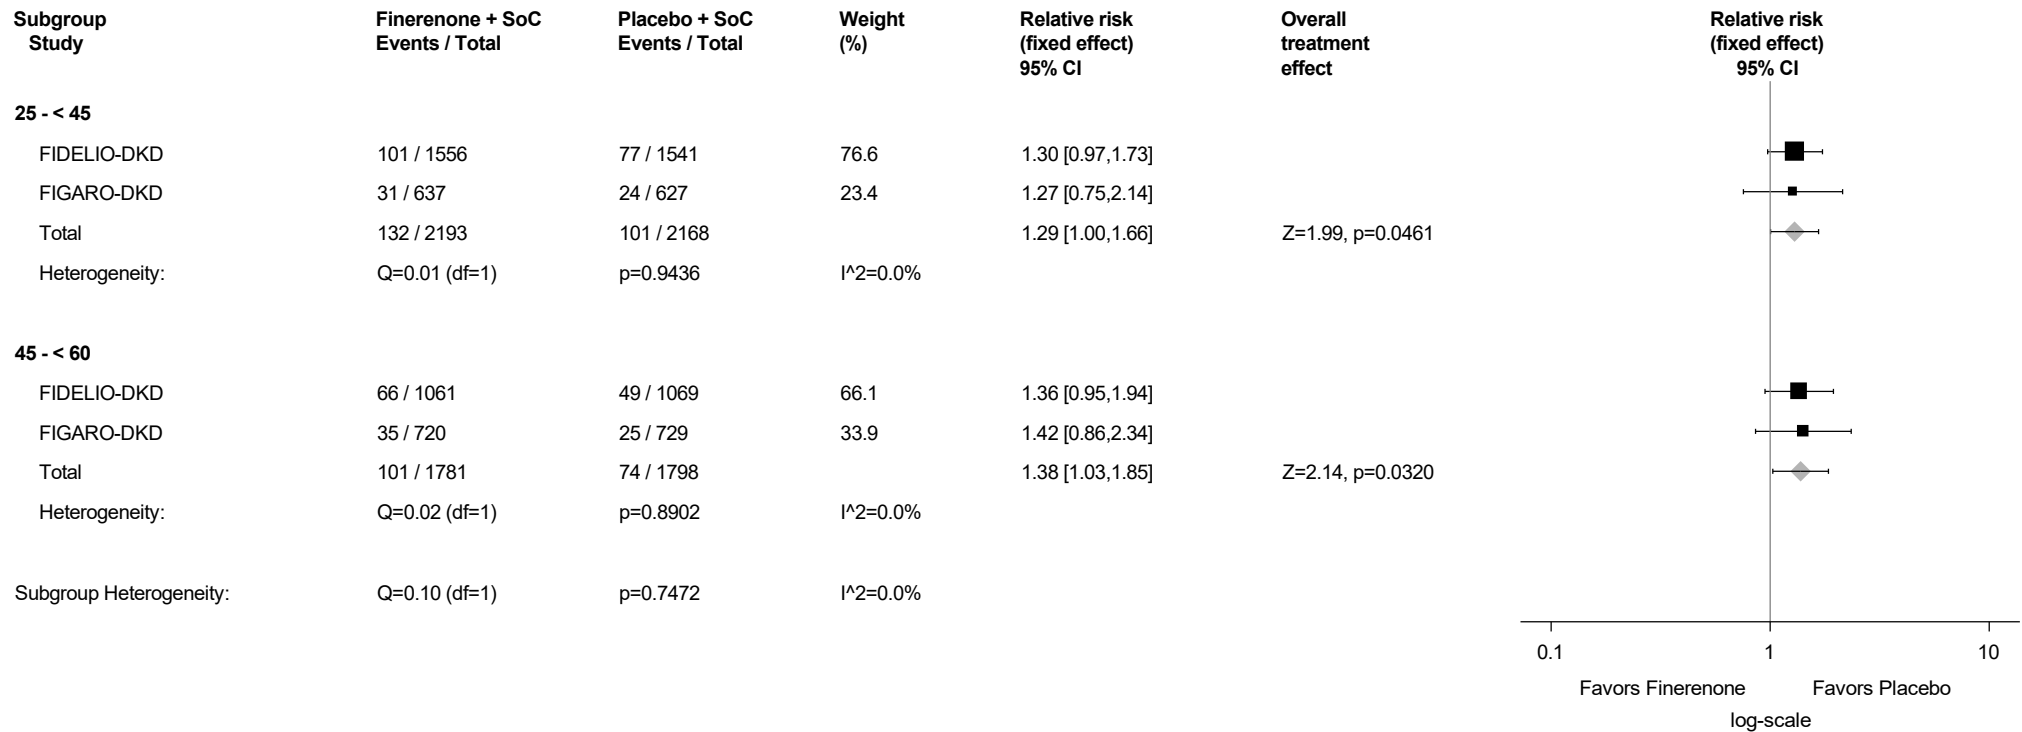 Subgroup Finerenone + SoC Placebo + SoC Weight Relative risk Overall Relative risk
Study Events / Total Events / Total (%) (fixed effect) treatment (fixed effect)
95% CI effect 95% CI
25 - < 45
FIDELIO-DKD 101 / 1556 77 / 1541 76.6 1.30 [0.97,1.73]
FIGARO-DKD 31 / 637 24 / 627 23.4 1.27 [0.75,2.14]
Total 132 / 2193 101 / 2168 1.29 [1.00,1.66] Z=1.99, p=0.0461
Heterogeneity: Q=0.01 (df=1) p=0.9436 I^2=0.0%
45 - < 60
FIDELIO-DKD 66 / 1061 49 / 1069 66.1 1.36 [0.95,1.94]
FIGARO-DKD 35 / 720 25 / 729 33.9 1.42 [0.86,2.34]
Total 101 / 1781 74 / 1798 1.38 [1.03,1.85] Z=2.14, p=0.0320
Heterogeneity: Q=0.02 (df=1) p=0.8902 I^2=0.0%
Subgroup Heterogeneity: Q=0.10 (df=1) p=0.7472 I^2=0.0%
0.1 1 10
Favors Finerenone Favors Placebo
log-scale